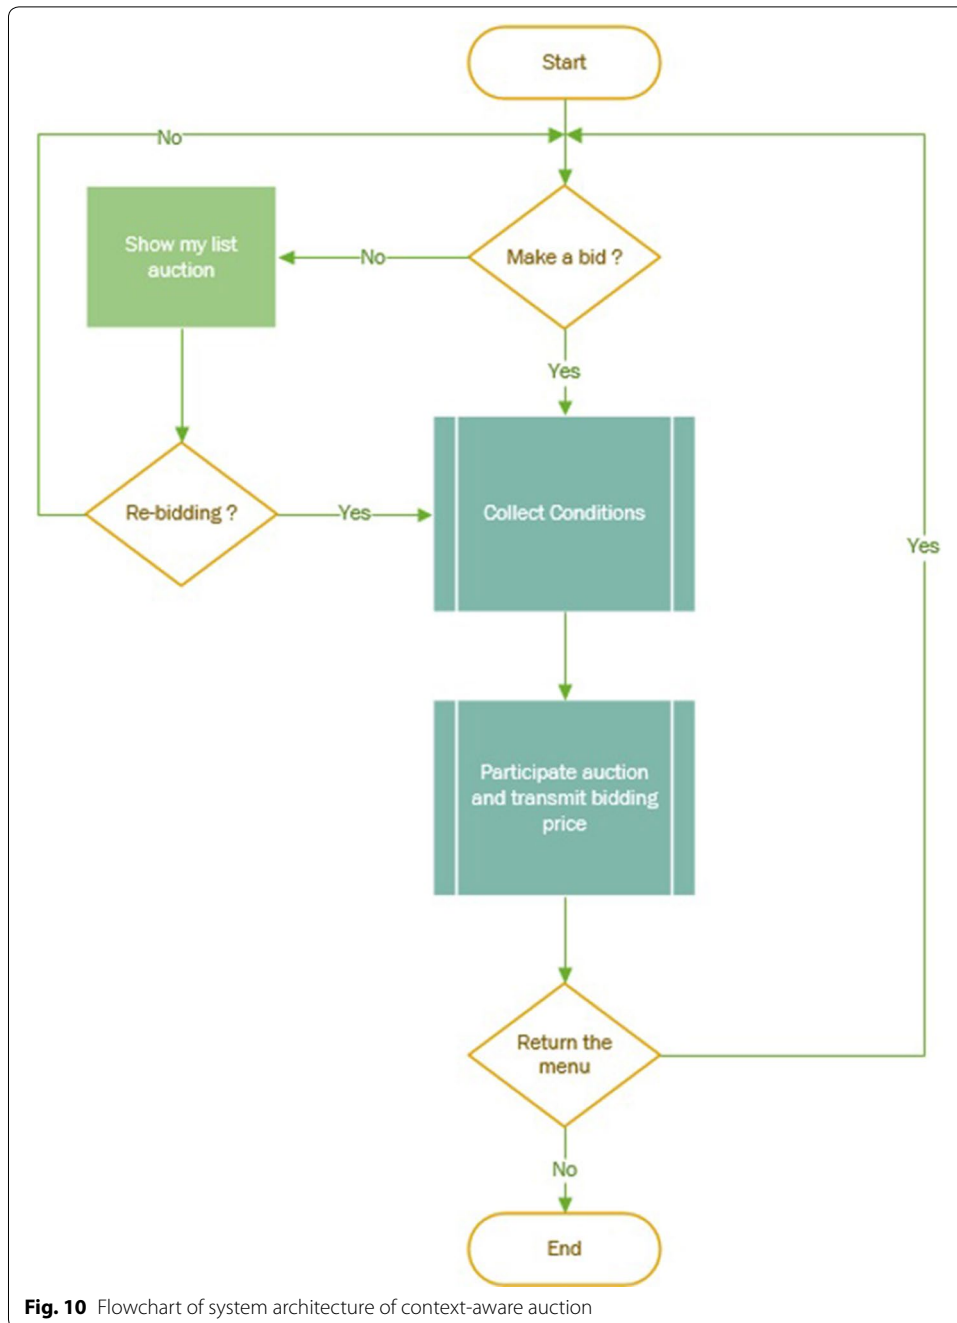 Start
No
Show my list
auction
No
Make a bid ?
Yes
Re-bidding ?
Yes
Collect Conditions
Yes
Participate auction
and transmit bidding
price
Return the
menu
No
End
Fig. 10 Flowchart of system architecture of context-aware auction